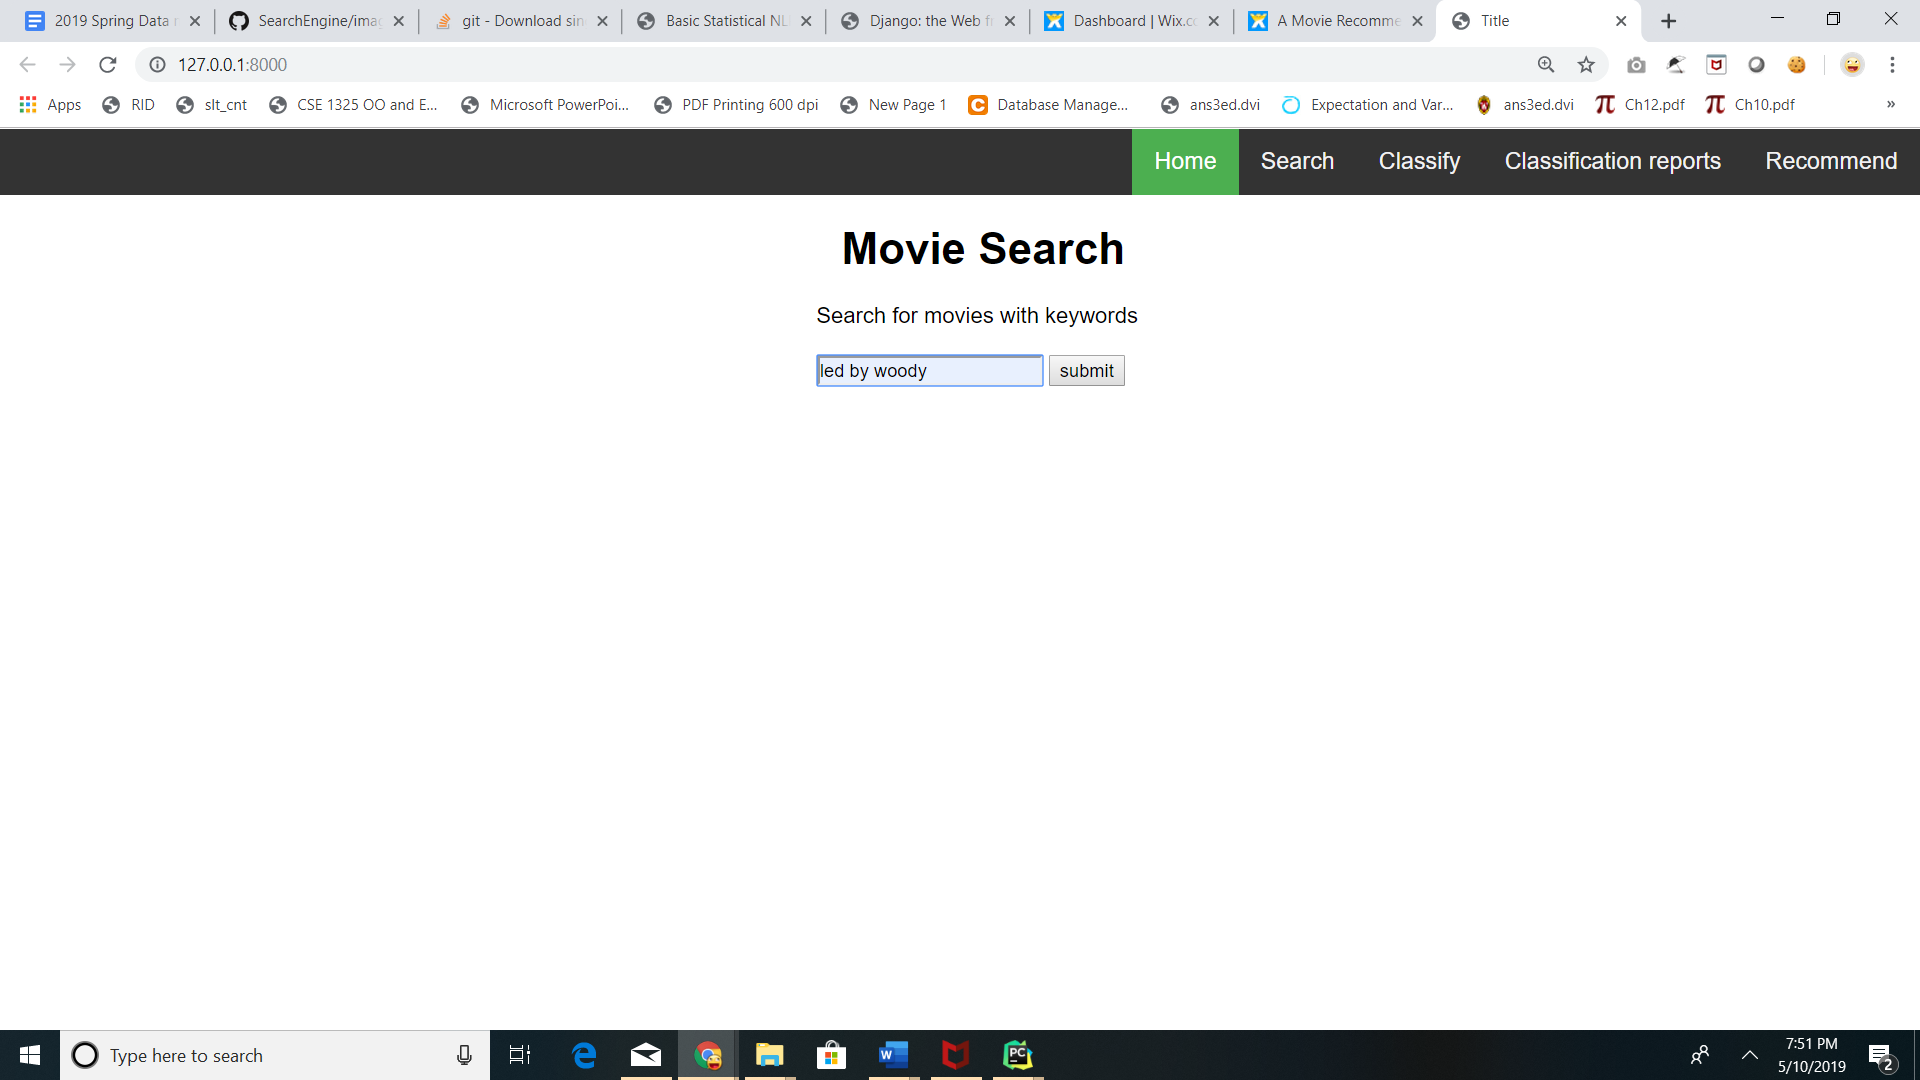 2019 Spring Data
SearchEngine/imag
git - Download sin
Basic Statistical NL
Django: the Web fr
Dashboard | Wix.co
A Movie Recomme
Title
127.0.0.1:8000
Apps
RID
slt_cnt
CSE 1325 OO and E...
Microsoft PowerPoi...
PDF Printing 600 dpi
New Page 1
Database Manage...
ans3ed.dvi
Expectation and Var...
ans3ed.dvi
Ch12.pdf
Ch10.pdf
»
Home
Search
Classify
Classification reports
Recommend
Movie Search
Search for movies with keywords
led by woody
submit
Type here to search
7:51 PM
5/10/2019
2